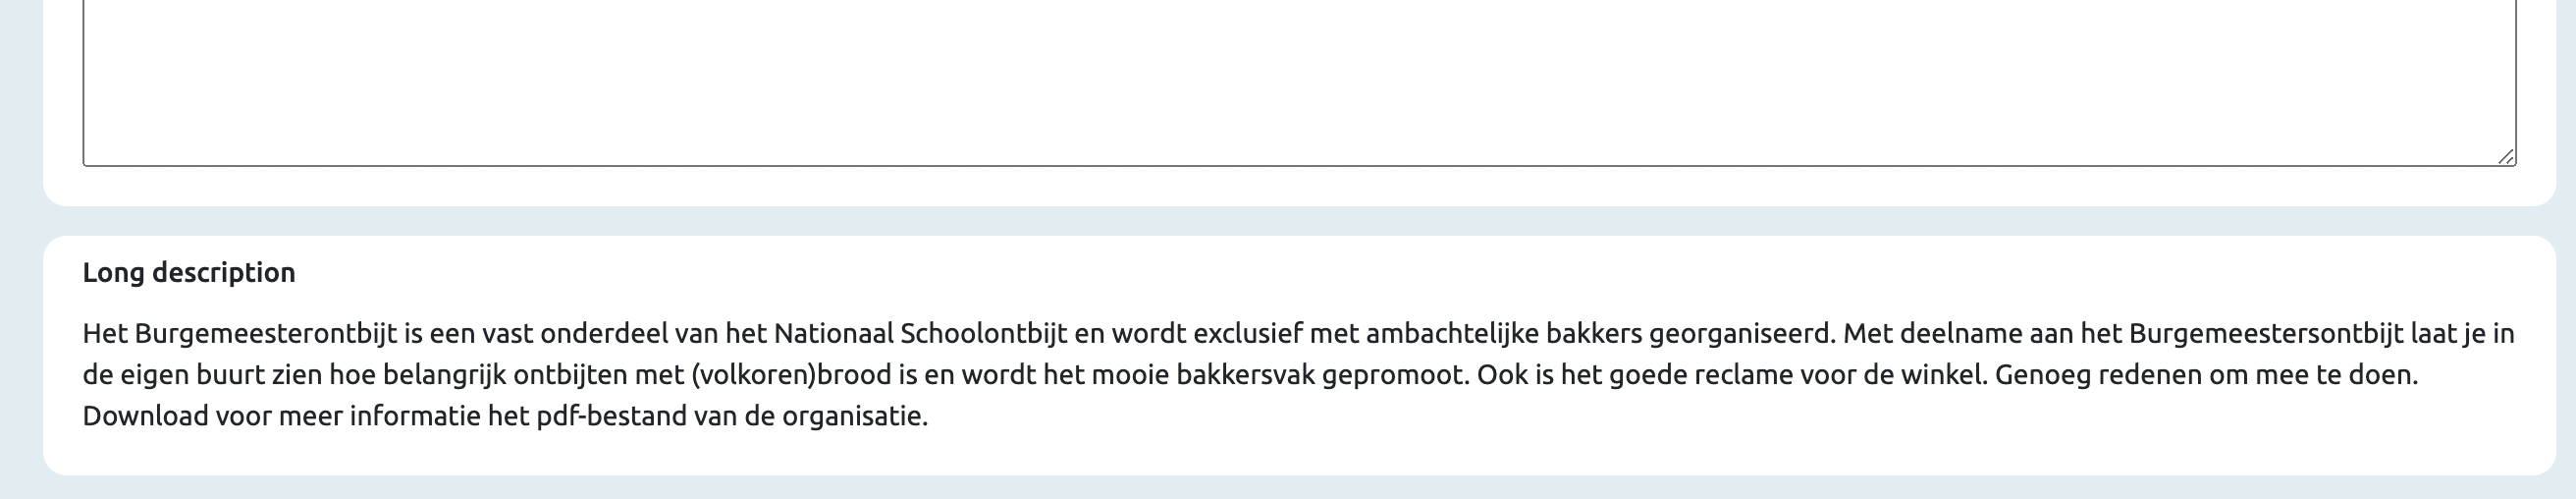 Long description
Het Burgemeesterontbijt is een vast onderdeel van het Nationaal Schoolontbijt en wordt exclusief met ambachtelijke bakkers georganiseerd. Met deelname aan het Burgemeestersontbijt laat je in
de eigen buurt zien hoe belangrijk ontbijten met (volkoren)brood is en wordt het mooie bakkersvak gepromoot. Ook is het goede reclame voor de winkel. Genoeg redenen om mee te doen.
Download voor meer informatie het pdf-bestand van de organisatie.